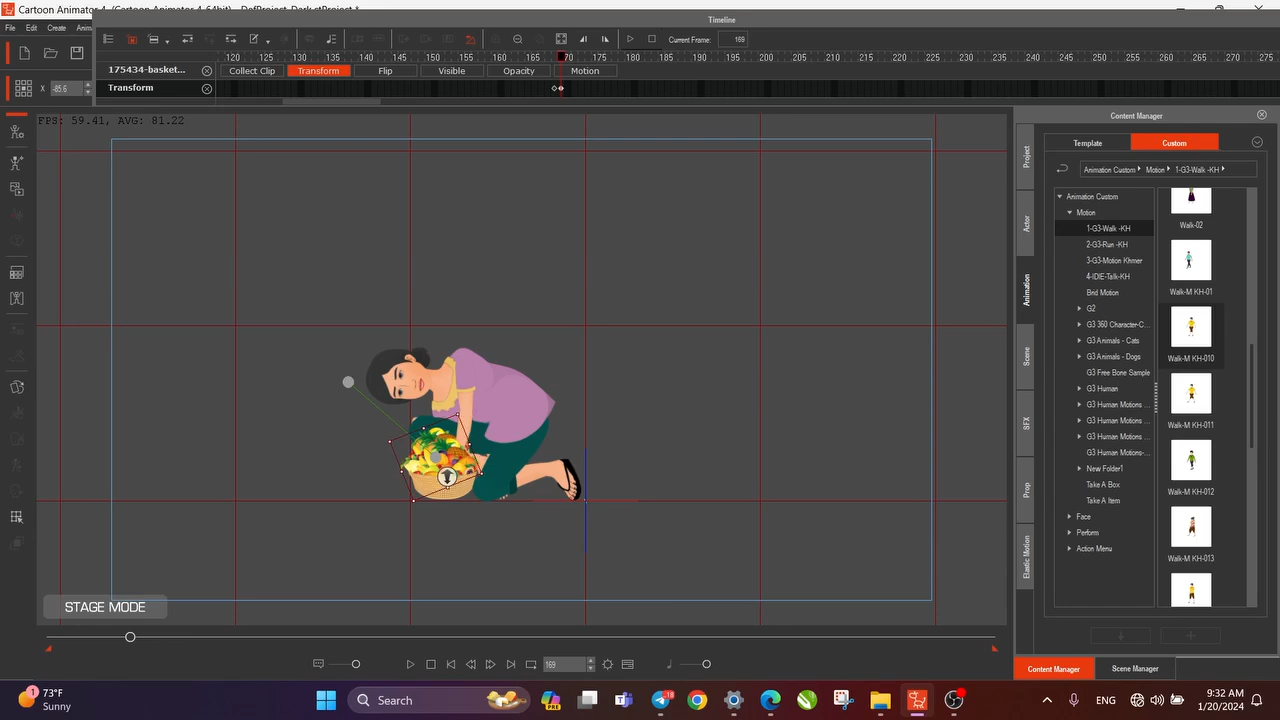 Cartoon Animator 4
File Edit Create
Timeline
Current Frame: 169
120 125 130 135 140 145 150 155 160 165 170 175 180 185 190 195 200 205 210 215 220 225 230 235 240 245 250 255 260 265 270 275
175434-basket...
Collect Clip Transform Flip Visible Opacity Motion
X -85.6
Transform
FPS: 59.41, AVG: 81.22
Content Manager
Template Custom
Animation Custom Motion 1-G3-Walk -KH
Project
Actor
Animation
Scene
SFX
Prop
Elastic Motion
Animation Custom
Motion
1-G3-Walk -KH
2-G3-Run -KH
3-G3-Motion Khmer
4-IDIE-Talk-KH
Brid Motion
G2
G3 360 Character-C...
G3 Animals - Cats
G3 Animals - Dogs
G3 Free Bone Sample
G3 Human
G3 Human Motions ...
G3 Human Motions ...
G3 Human Motions ...
G3 Human Motions-...
New Folder1
Take A Box
Take A Item
Face
Perform
Action Menu
Walk-02
Walk-M KH-01
Walk-M KH-010
Walk-M KH-011
Walk-M KH-012
Walk-M KH-013
STAGE MODE
169
Content Manager Scene Manager
1
73°F
Sunny
Search
PRE
18
ENG
9:32 AM
1/20/2024